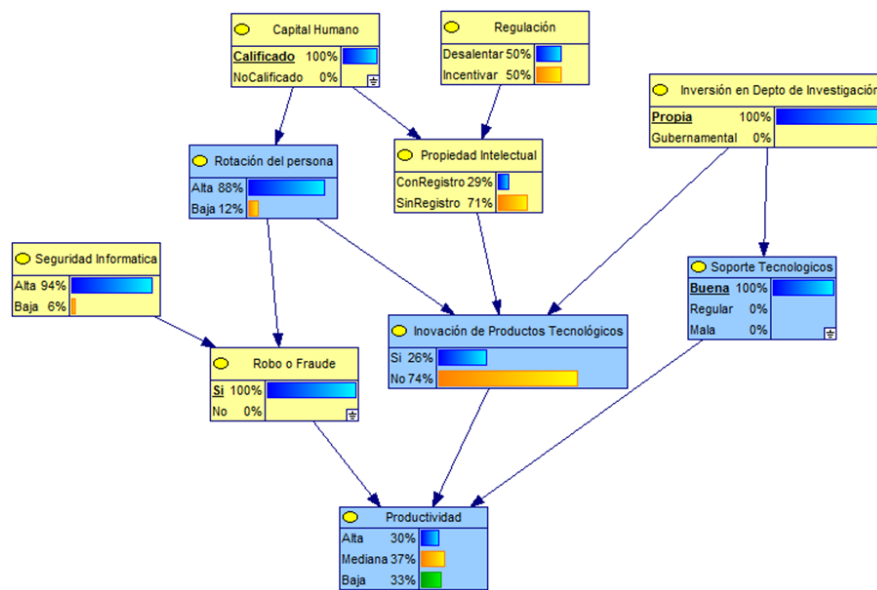 Capital Humano
Calificado 100%
NoCalificado 0%
Regulación
Desalentar 50%
Incentivar 50%
Inversión en Depto de Investigación
Propia 100%
Gubernamental 0%
Rotación del persona
Alta 88%
Baja 12%
Propiedad Intelectual
ConRegistro 29%
SinRegistro 71%
Seguridad Informatica
Alta 94%
Baja 6%
Soporte Tecnologicos
Buena 100%
Regular 0%
Mala 0%
Inovación de Productos Tecnológicos
Si 26%
No 74%
Robo o Fraude
Si 100%
No 0%
Productividad
Alta 30%
Mediana 37%
Baja 33%